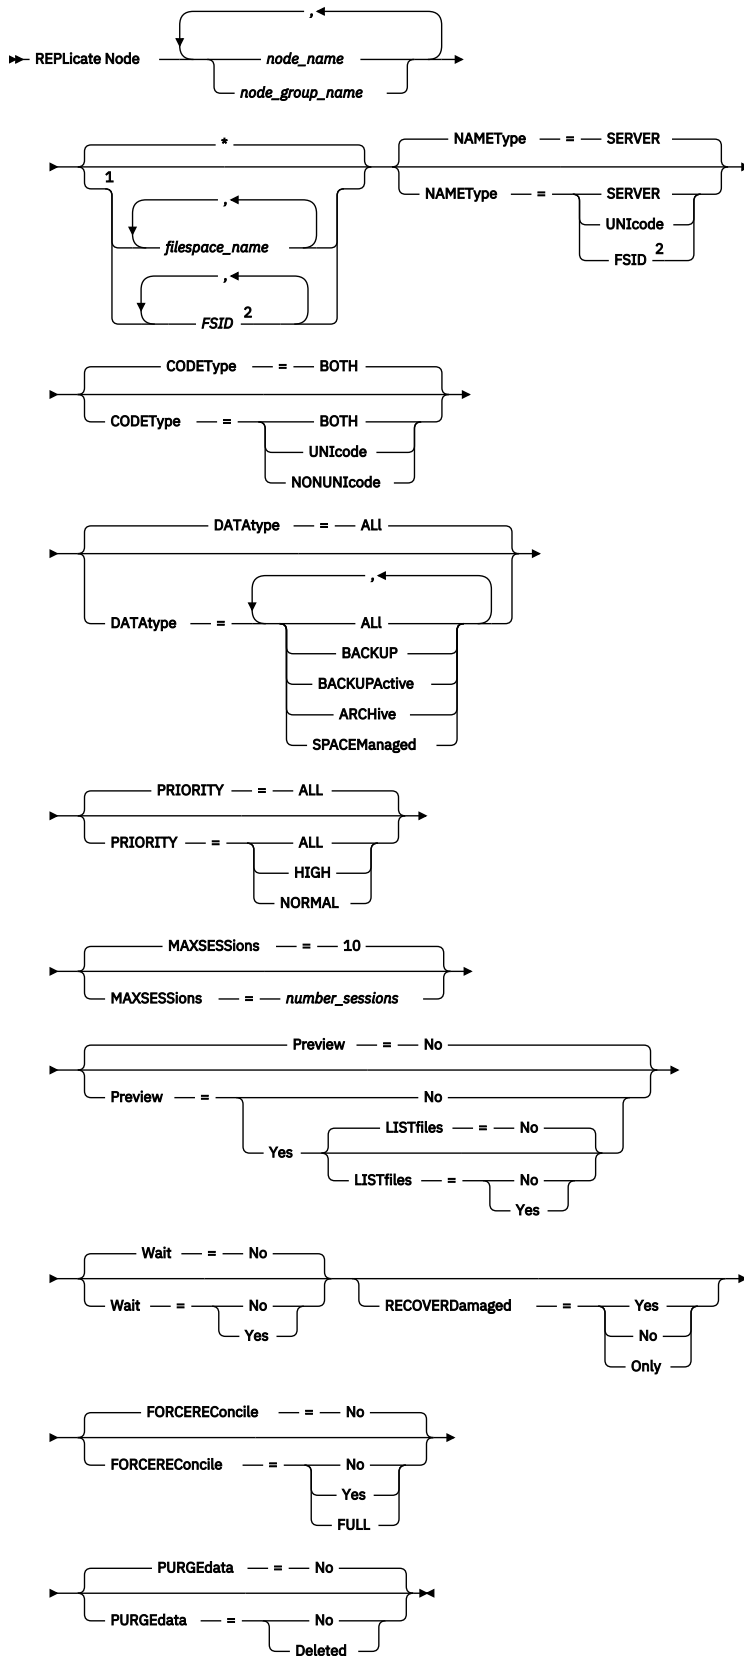 ,
REPLicate Node node_name
node_group_name
* NAMEType = SERVER
1
, NAMEType = SERVER
filespace_name UNIcode
FSID 2
,
FSID 2
CODEType = BOTH
CODEType = BOTH
UNIcode
NONUNIcode
DATAtype = ALl
,
DATAtype = ALl
BACKUP
BACKUPActive
ARCHive
SPACEManaged
PRIORITY = ALL
PRIORITY = ALL
HIGH
NORMAL
MAXSESSions = 10
MAXSESSions = number_sessions
Preview = No
Preview = No
LISTfiles = No
Yes
LISTfiles = No
Yes
Wait = No
Wait = No RECOVERDamaged = Yes
Yes No
Only
FORCEREConcile = No
FORCEREConcile = No
Yes
FULL
PURGEdata = No
PURGEdata = No
Deleted